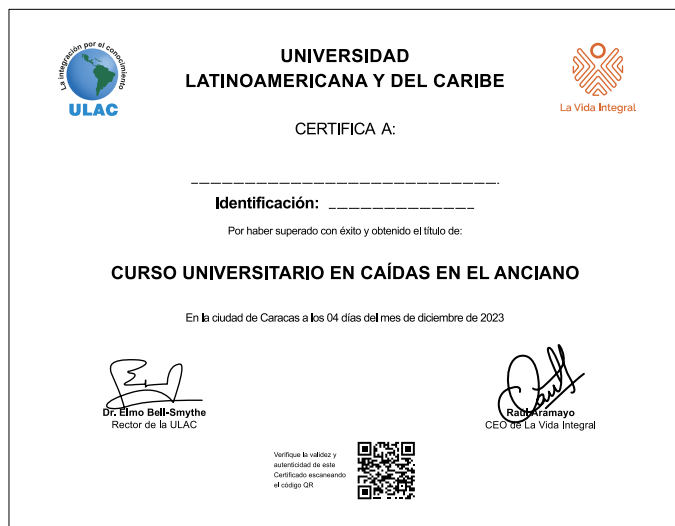 La integración por el conocimiento
ULAC
UNIVERSIDAD
LATINOAMERICANA Y DEL CARIBE
La Vida Integral
CERTIFICA A:
Identificación:
Por haber superado con éxito y obtenido el título de:
CURSO UNIVERSITARIO EN CAÍDAS EN EL ANCIANO
En la ciudad de Caracas a los 04 días del mes de diciembre de 2023
Dr. Elmo Bell-Smythe
Rector de la ULAC
Raúl Aramayo
CEO de La Vida Integral
Verifique la validez y
autenticidad de este
Certificado escaneando
el código QR